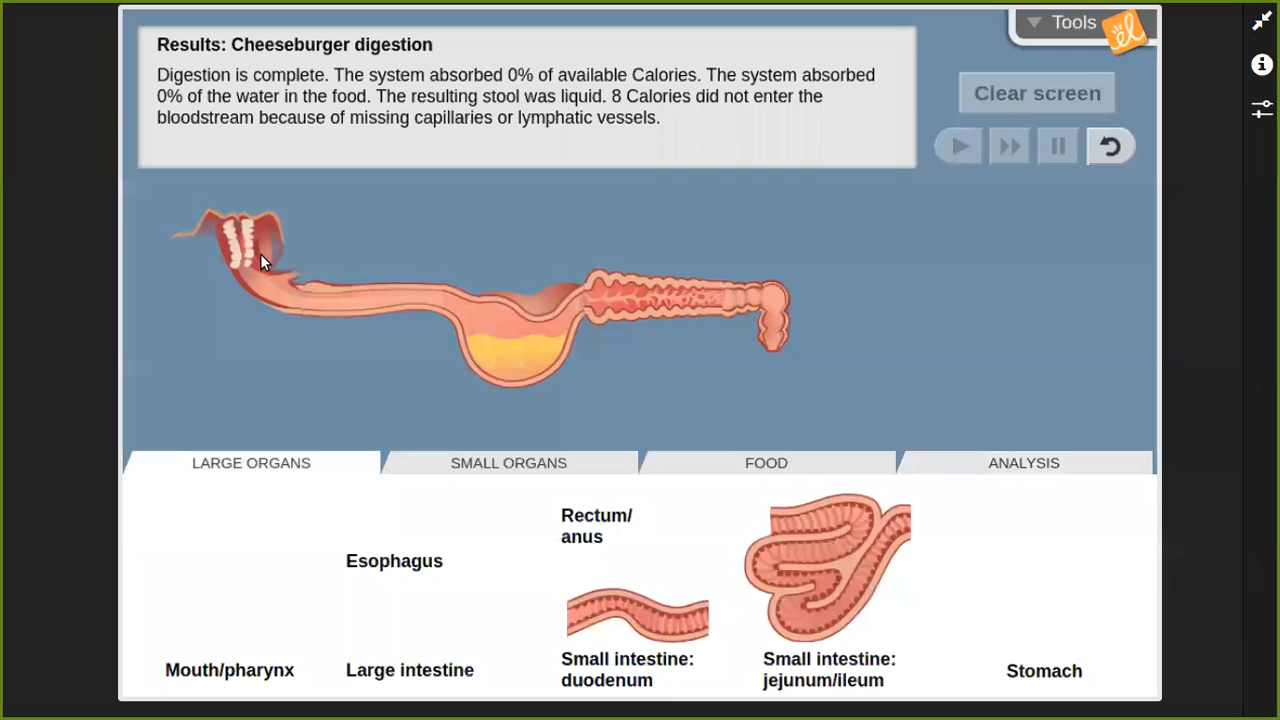 Tools
el
Results: Cheeseburger digestion
Digestion is complete. The system absorbed 0% of available Calories. The system absorbed
0% of the water in the food. The resulting stool was liquid. 8 Calories did not enter the
bloodstream because of missing capillaries or lymphatic vessels.
Clear screen
LARGE ORGANS
SMALL ORGANS
FOOD
ANALYSIS
Rectum/
anus
Esophagus
Mouth/pharynx
Large intestine
Small intestine:
duodenum
Small intestine:
jejunum/ileum
Stomach